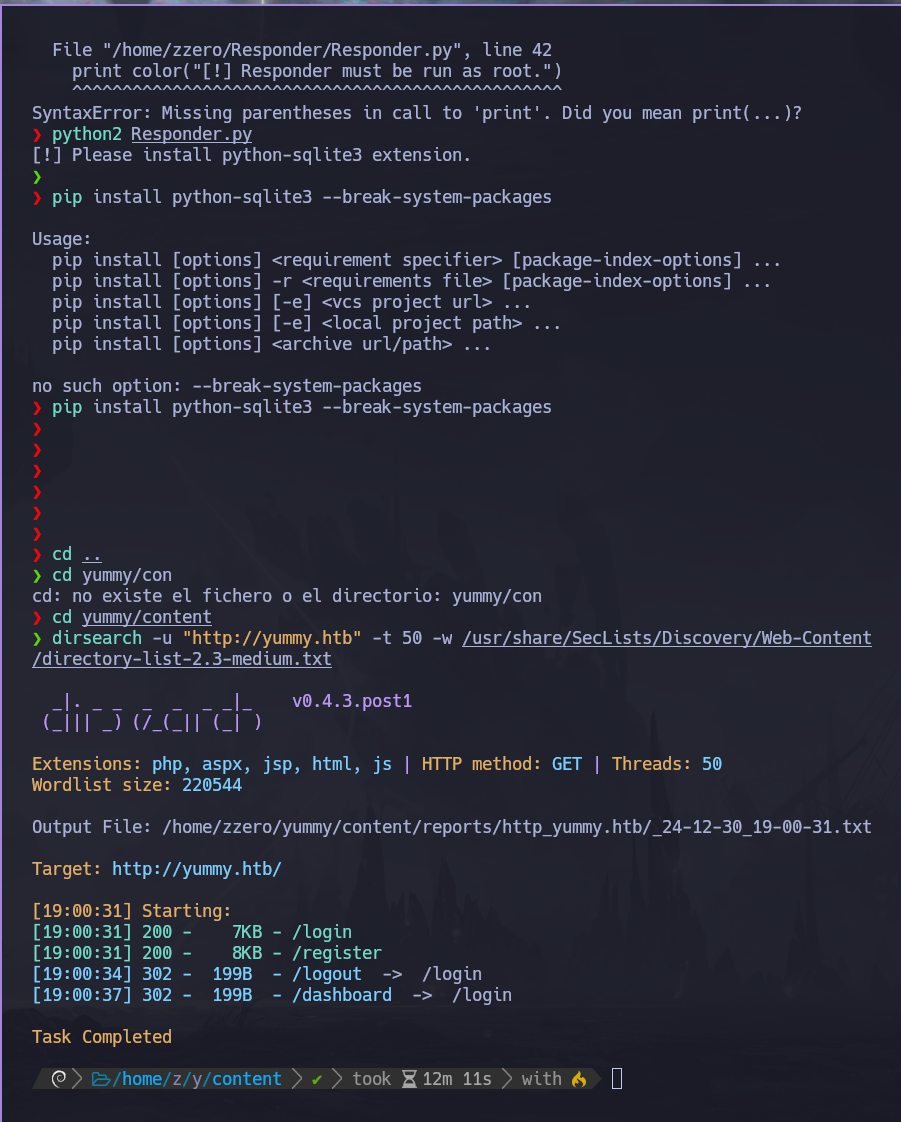 File "/home/zzero/Responder/Responder.py", line 42
print color("[!] Responder must be run as root.")
^^^^^^^^^^^^^^^^^^^^^^^^^^^^^^^^^^^^^^^^^^^^^^^^^
SyntaxError: Missing parentheses in call to 'print'. Did you mean print(...)?
❯ python2 Responder.py
[!] Please install python-sqlite3 extension.
❯
❯ pip install python-sqlite3 --break-system-packages
Usage:
pip install [options] <requirement specifier> [package-index-options] ...
pip install [options] -r <requirements file> [package-index-options] ...
pip install [options] [-e] <vcs project url> ...
pip install [options] [-e] <local project path> ...
pip install [options] <archive url/path> ...
no such option: --break-system-packages
❯ pip install python-sqlite3 --break-system-packages
❯
❯
❯
❯
❯
❯
❯ cd ..
❯ cd yummy/con
cd: no existe el fichero o el directorio: yummy/con
❯ cd yummy/content
❯ dirsearch -u "http://yummy.htb" -t 50 -w /usr/share/SecLists/Discovery/Web-Content
/directory-list-2.3-medium.txt
_|. _ _  _  _  _ _|_    v0.4.3.post1
(_||| _) (/_(_|| (_| )
Extensions: php, aspx, jsp, html, js | HTTP method: GET | Threads: 50
Wordlist size: 220544
Output File: /home/zzero/yummy/content/reports/http_yummy.htb/_24-12-30_19-00-31.txt
Target: http://yummy.htb/
[19:00:31] Starting:
[19:00:31] 200 -    7KB - /login
[19:00:31] 200 -    8KB - /register
[19:00:34] 302 -  199B  - /logout  ->  /login
[19:00:37] 302 -  199B  - /dashboard  ->  /login
Task Completed
/home/z/y/content ✔ took 12m 11s with